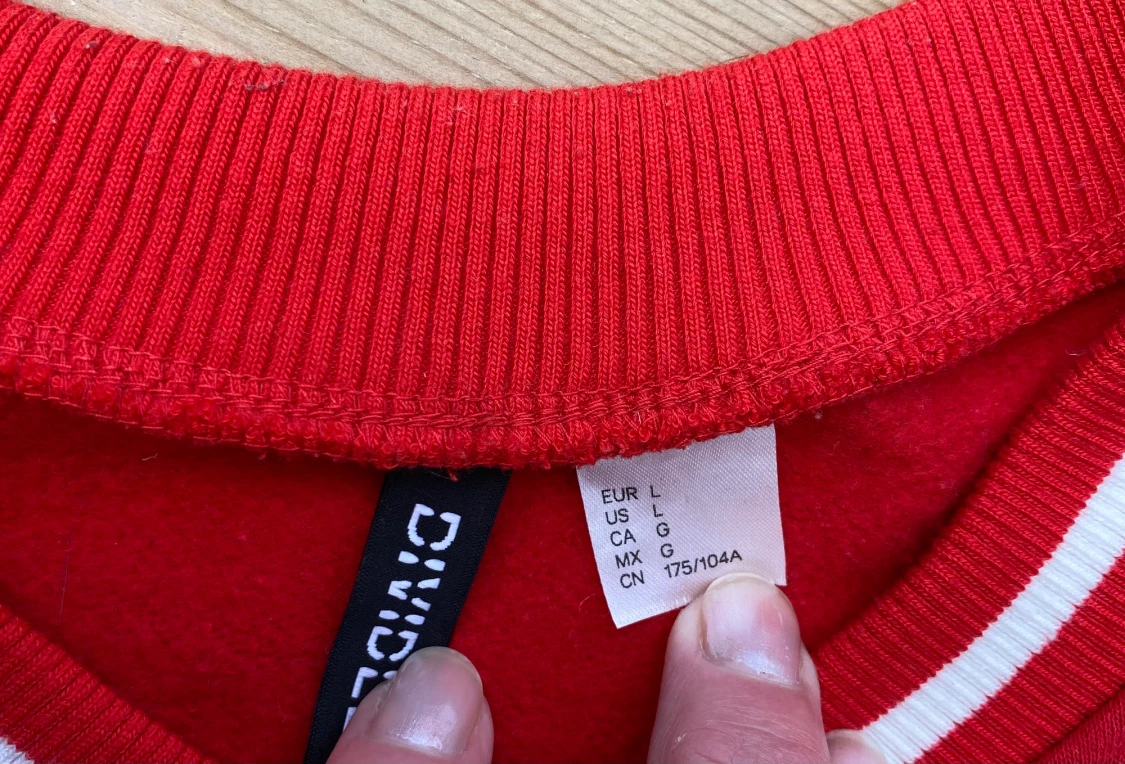 EUR L
US L
CA G
MX G
CN 175/104A